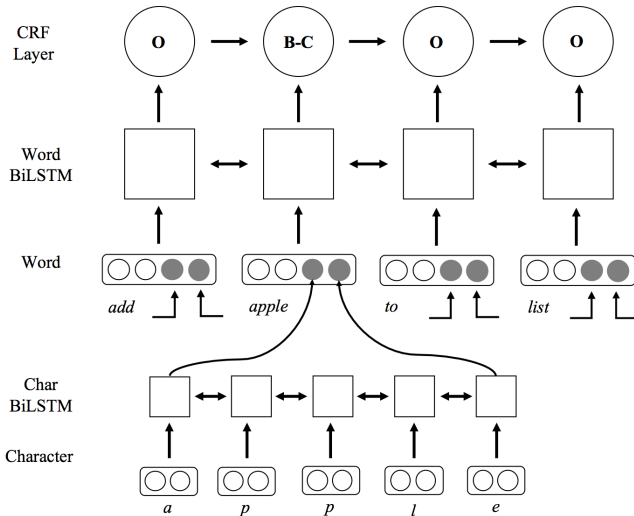 CRF
Layer
O
B-C
O
O
Word
BiLSTM
Word
add
apple
to
list
Char
BiLSTM
Character
a
p
p
l
e